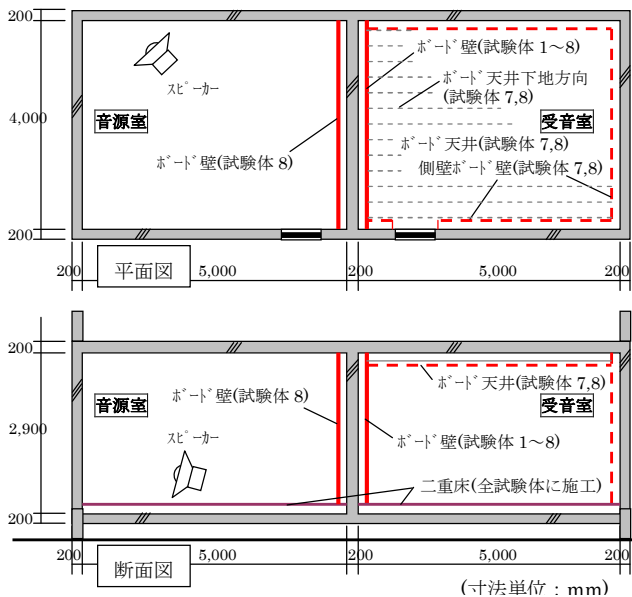 200
4,000
200
スピーカー
音源室
ボード壁(試験体 8)
ボード壁(試験体 1～8)
ボード天井下地方向
(試験体 7,8)
ボード天井(試験体 7,8)
受音室
側壁ボード壁(試験体 7,8)
200
平面図
5,000
200
5,000
200
200
2,900
200
音源室
ボード壁(試験体 8)
スピーカー
ボード天井(試験体 7,8)
受音室
ボード壁(試験体 1～8)
二重床(全試験体に施工)
200
断面図
5,000
200
5,000
200
(寸法単位：mm)